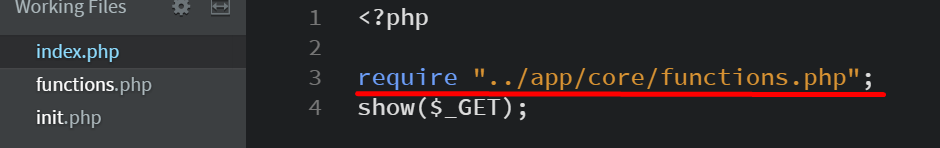 Working Files
index.php
functions.php
init.php
1 <?php
2
3 require "../app/core/functions.php";
4 show($_GET);